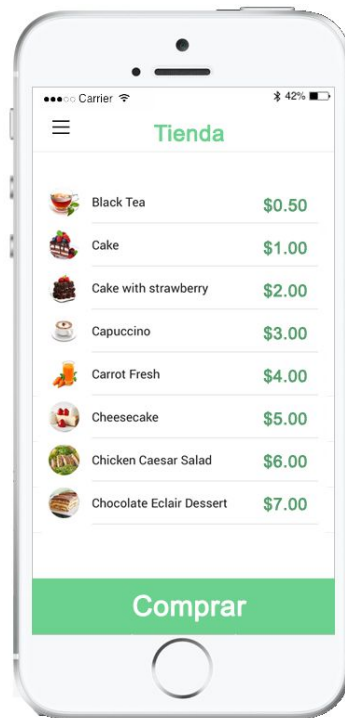 Carrier 42%
Tienda
Black Tea $0.50
Cake $1.00
Cake with strawberry $2.00
Capuccino $3.00
Carrot Fresh $4.00
Cheesecake $5.00
Chicken Caesar Salad $6.00
Chocolate Eclair Dessert $7.00
Comprar